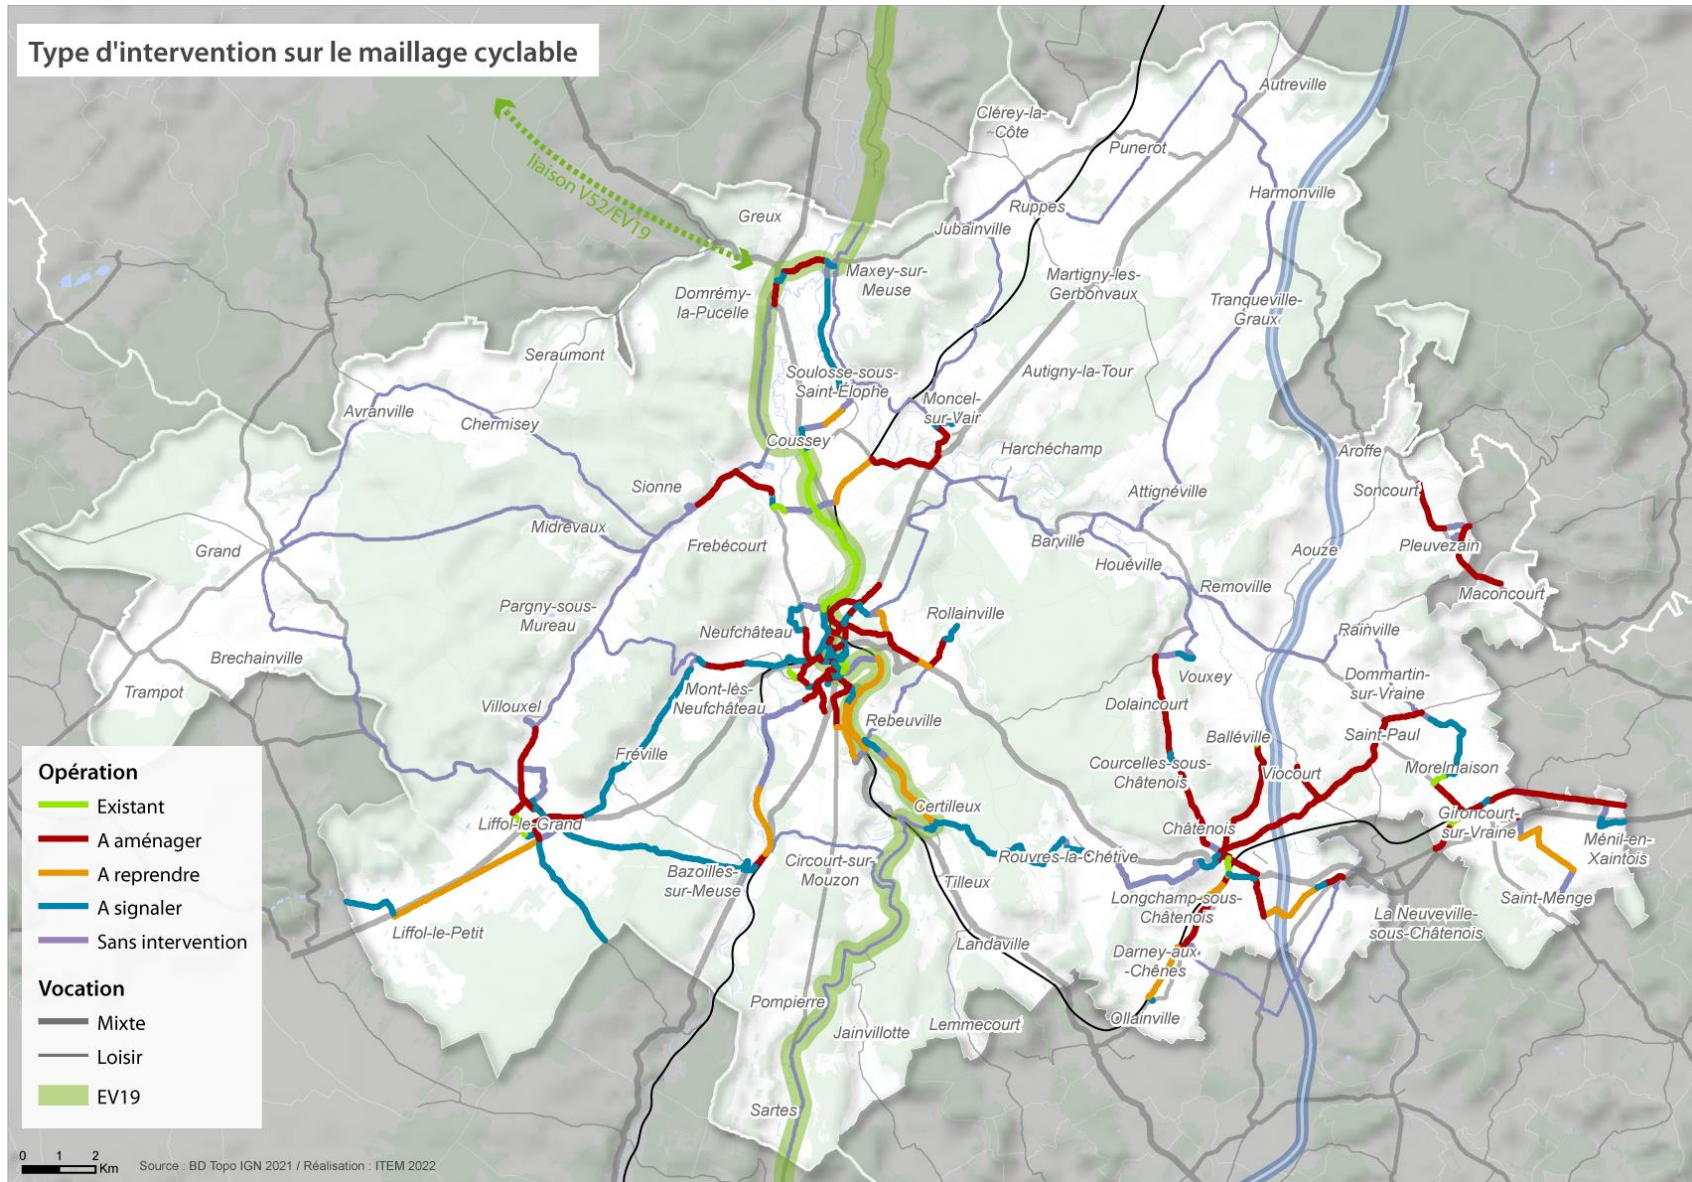 Type d'intervention sur le maillage cyclable
liaison V52/EV19
Autreville
Clérey-la-
Côte
Punerot
Harmonville
Greux
Ruppes
Jubainville
Maxey-sur-
Meuse
Martigny-les-
Gerbonvaux
Domrémy-
la-Pucelle
Tranqueville-
Graux
Seraumont
Soulosse-sous-
Saint-Élophe
Autigny-la-Tour
Avranville
Chermisey
Moncel-
sur-Vair
Coussey
Harchéchamp
Aroffe
Sionne
Attignéville
Soncourt
Midrevaux
Grand
Frebécourt
Barville
Aouze
Pleuvezain
Houéville
Removille
Maconcourt
Pargny-sous-
Mureau
Rollainville
Neufchâteau
Rainville
Brechainville
Dommartin-
sur-Vraine
Trampot
Mont-lès-
Neufchâteau
Vouxey
Villouxel
Dolaincourt
Rebeuville
Balléville
Saint-Paul
Fréville
Courcelles-sous-
Châtenois
Viocourt
Morelmaison
Certilleux
Liffol-le-Grand
Châtenois
Gironcourt-
sur-Vraine
Ménil-en-
Xaintois
Bazoilles-
sur-Meuse
Circourt-sur-
Mouzon
Rouvres-la-Chétive
Tilleux
Longchamp-sous-
Châtenois
Saint-Menge
La Neuveville-
sous-Châtenois
Liffol-le-Petit
Landaville
Darney-aux-
-Chênes
Pompierre
Jainvillotte
Lemmecourt
Ollainville
Sartes
Opération
Existant
A aménager
A reprendre
A signaler
Sans intervention
Vocation
Mixte
Loisir
EV19
0 1 2
Km
Source : BD Topo IGN 2021 / Réalisation : ITEM 2022